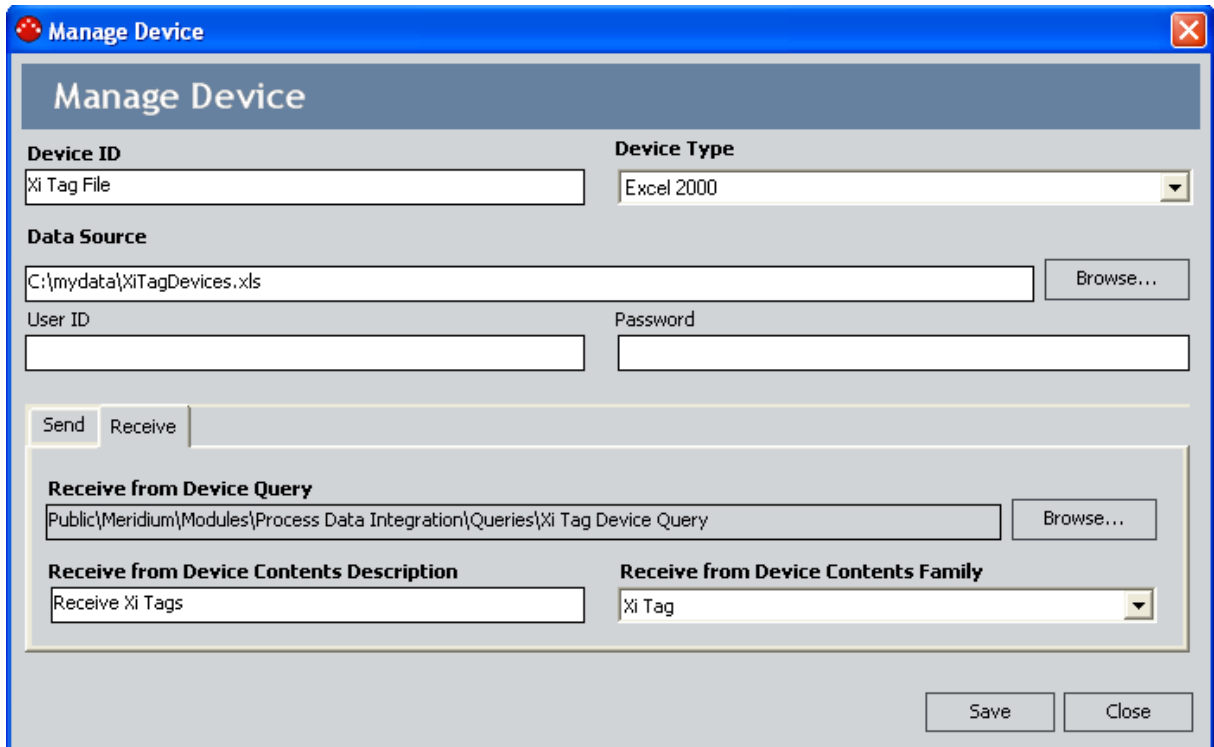 Manage Device
Manage Device
Device ID
Device Type
Xi Tag File
Excel 2000
Data Source
C:\mydata\XiTagDevices.xls
Browse...
User ID
Password
Send
Receive
Receive from Device Query
Public\Meridium\Modules\Process Data Integration\Queries\Xi Tag Device Query
Browse...
Receive from Device Contents Description
Receive from Device Contents Family
Receive Xi Tags
Xi Tag
Save
Close